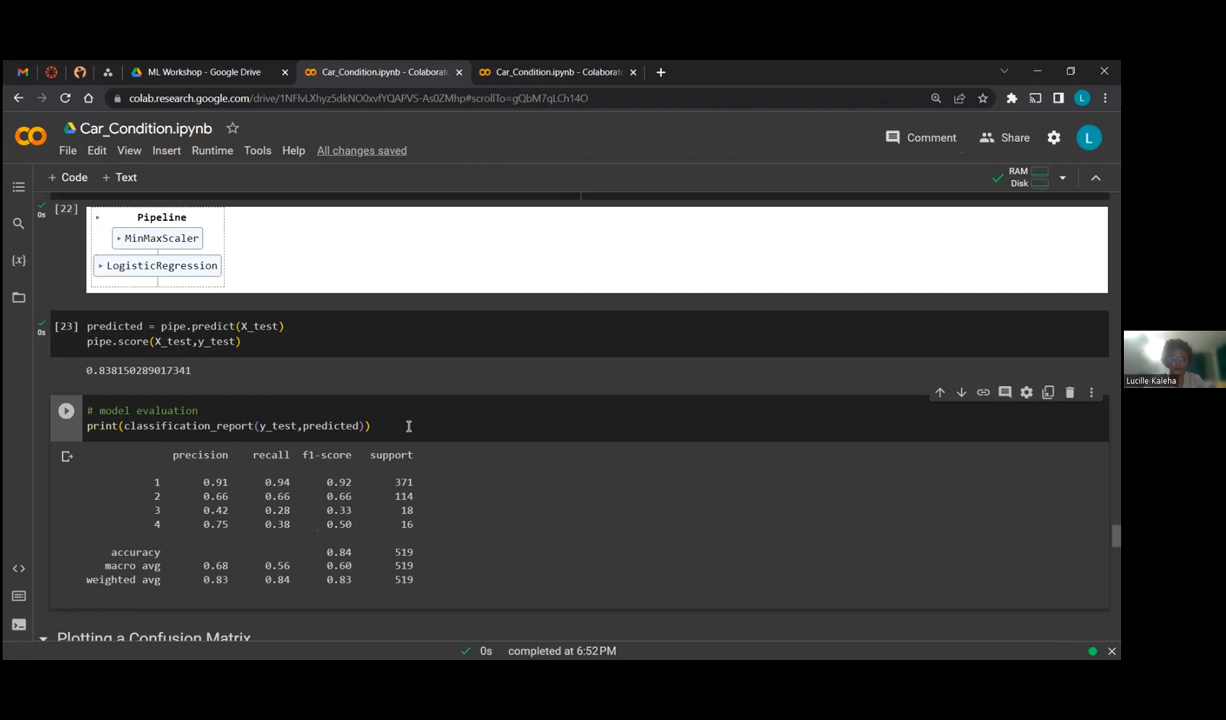 ML Workshop - Google Drive
Car_Condition.ipynb - Colaborat
Car_Condition.ipynb - Colaborat
colab.research.google.com/drive/1NFlvLXhyz5dkNO0xvfYQAPVS-As0ZMhp#scrollTo=gQbM7qLCh14O
L
Car_Condition.ipynb
Comment
Share
L
File Edit View Insert Runtime Tools Help All changes saved
+ Code + Text
RAM
Disk
[22]
0s
Pipeline
MinMaxScaler
LogisticRegression
[23] predicted = pipe.predict(X_test)
0s
pipe.score(X_test,y_test)
0.838150289017341
Lucille Kaleha
# model evaluation
print(classification_report(y_test,predicted))
precision recall f1-score support
1 0.91 0.94 0.92 371
2 0.66 0.66 0.66 114
3 0.42 0.28 0.33 18
4 0.75 0.38 0.50 16
accuracy 0.84 519
macro avg 0.68 0.56 0.60 519
weighted avg 0.83 0.84 0.83 519
Plotting a Confusion Matrix
0s completed at 6:52 PM